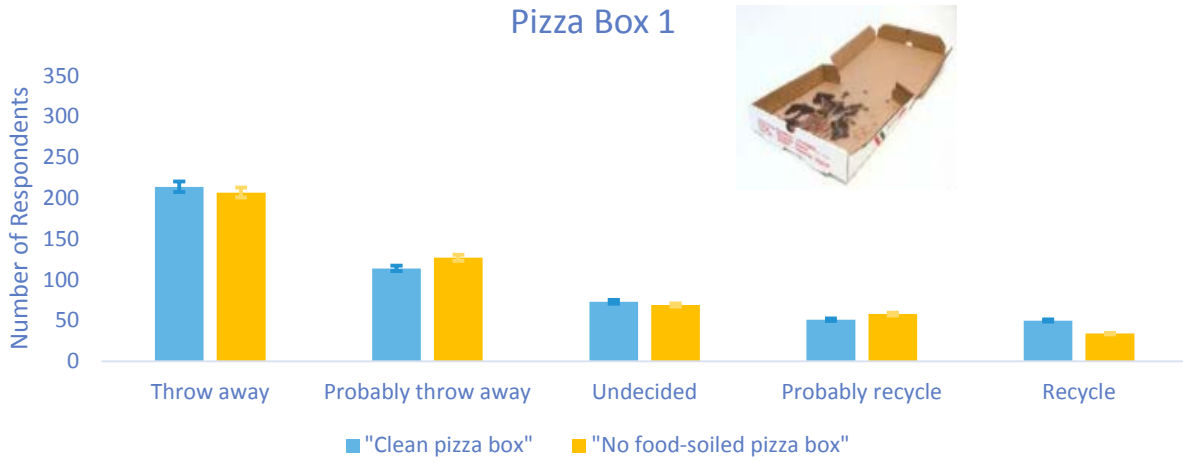 Pizza Box 1
Number of Respondents
350
300
250
200
150
100
50
0
Throw away Probably throw away Undecided Probably recycle Recycle
"Clean pizza box" "No food-soiled pizza box"